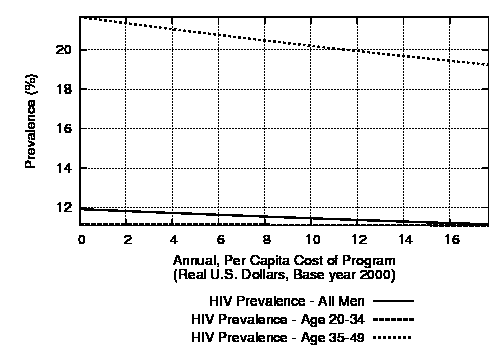 20
18
16
14
12
Prevalence (%)
0 2 4 6 8 10 12 14 16
Annual, Per Capita Cost of Program
(Real U.S. Dollars, Base year 2000)
HIV Prevalence - All Men
HIV Prevalence - Age 20-34
HIV Prevalence - Age 35-49